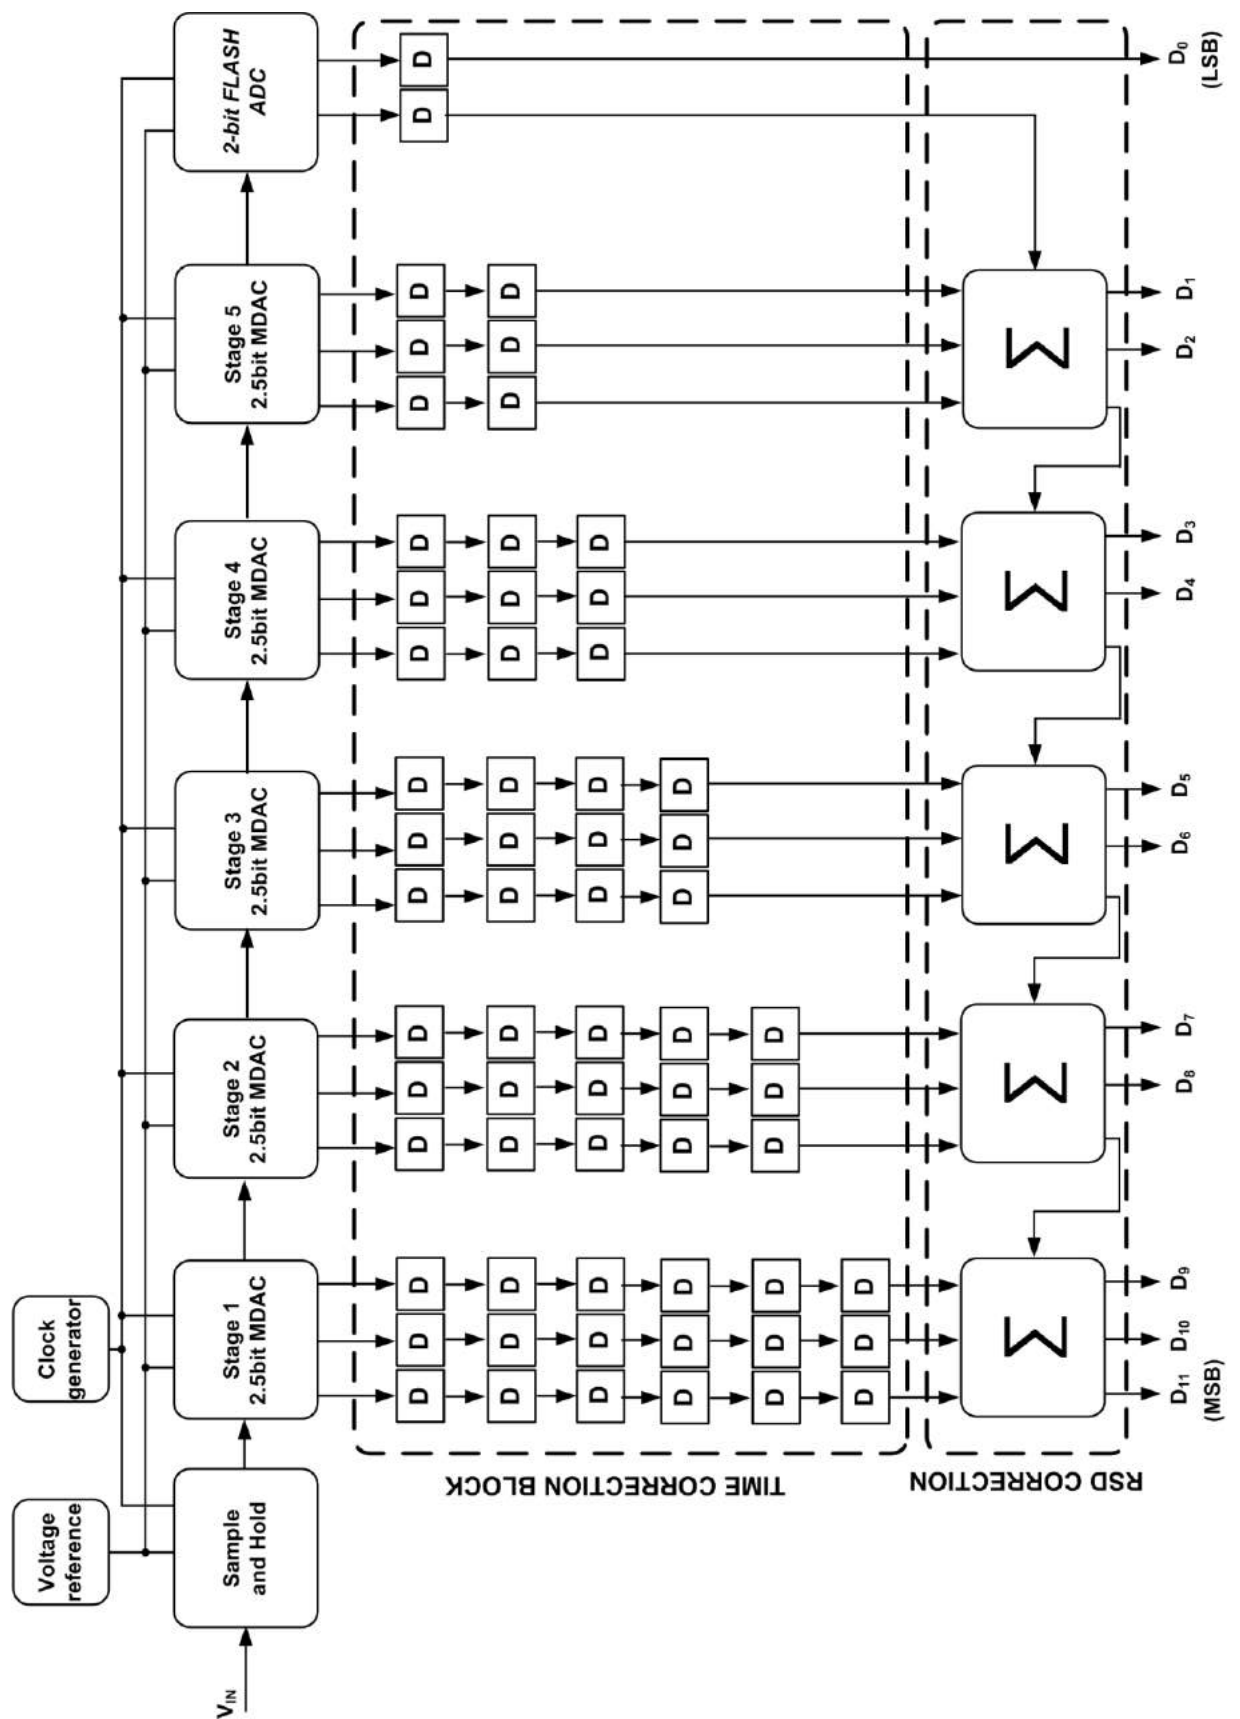 Voltage
reference
Clock
generator
V_IN
Sample
and Hold
Stage 1
2.5bit MDAC
Stage 2
2.5bit MDAC
Stage 3
2.5bit MDAC
Stage 4
2.5bit MDAC
Stage 5
2.5bit MDAC
2-bit FLASH
ADC
TIME CORRECTION BLOCK
D D D D D D
D D D D D D
D D D D D D
D D D D D
D D D D D
D D D D D
D D D D
D D D D
D D D D
D D D
D D D
D D D
D D
D D
D D
D
D
RSD CORRECTION
Σ
Σ
Σ
Σ
Σ
D11
(MSB)
D10
D9
D8
D7
D6
D5
D4
D3
D2
D1
D0
(LSB)